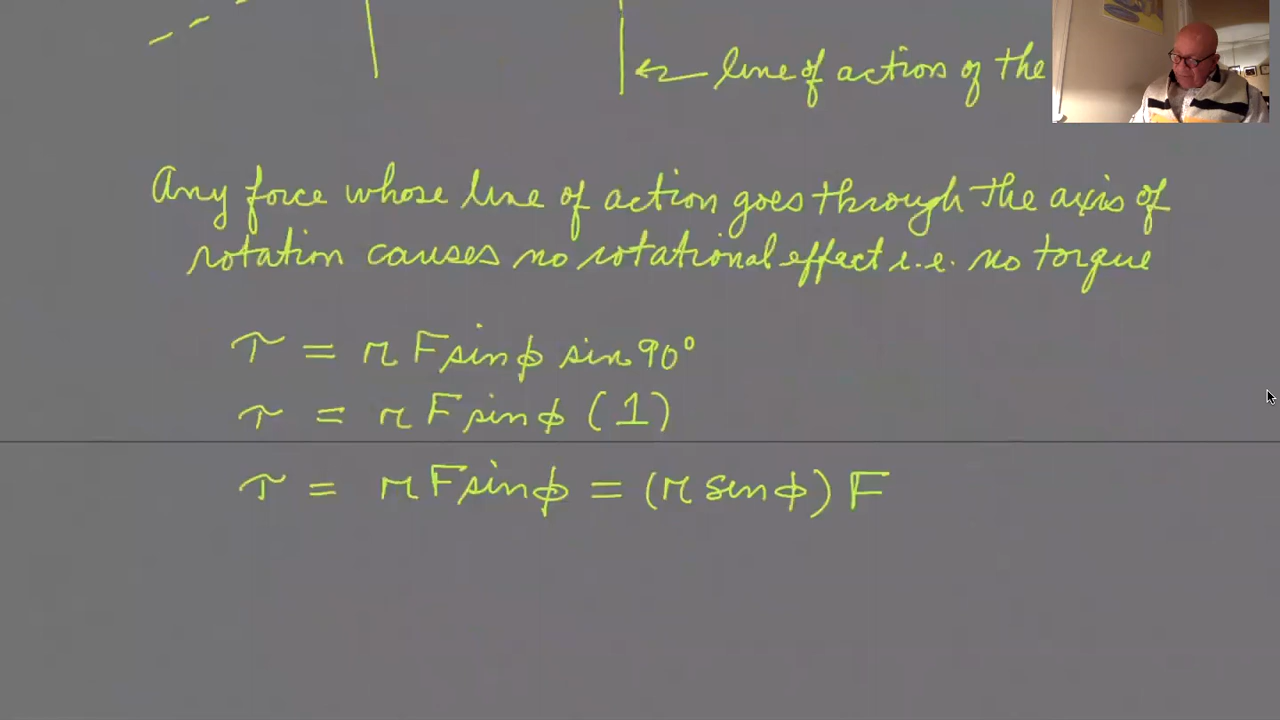 line of action of the
Any force whose line of action goes through the axis of
rotation causes no rotational effect i.e. no torque
τ = r F sin ϕ sin 90°
τ = r F sin ϕ (1)
τ = r F sin ϕ = (r sin ϕ) F